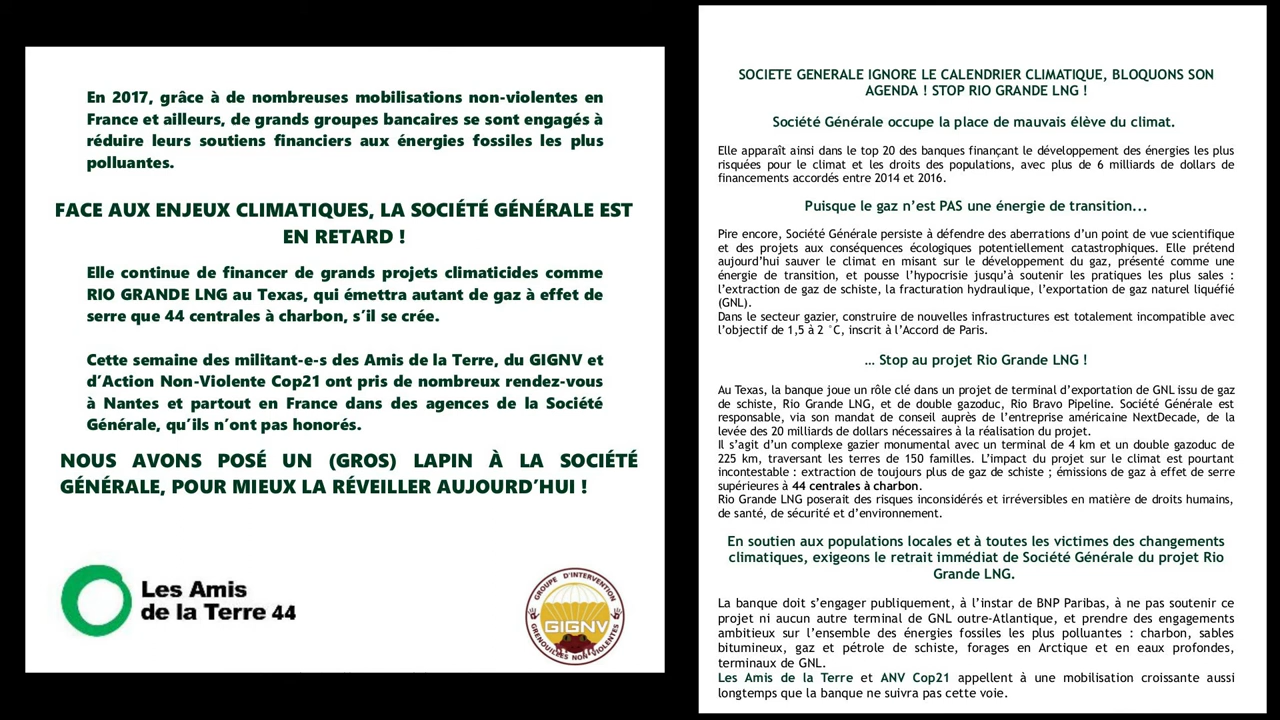 En 2017, grâce à de nombreuses mobilisations non-violentes en
France et ailleurs, de grands groupes bancaires se sont engagés à
réduire leurs soutiens financiers aux énergies fossiles les plus
polluantes.
FACE AUX ENJEUX CLIMATIQUES, LA SOCIÉTÉ GÉNÉRALE EST
EN RETARD !
Elle continue de financer de grands projets climaticides comme
RIO GRANDE LNG au Texas, qui émettra autant de gaz à effet de
serre que 44 centrales à charbon, s'il se crée.
Cette semaine des militant-e-s des Amis de la Terre, du GIGNV et
d'Action Non-Violente Cop21 ont pris de nombreux rendez-vous
à Nantes et partout en France dans des agences de la Société
Générale, qu'ils n'ont pas honorés.
NOUS AVONS POSÉ UN (GROS) LAPIN À LA SOCIÉTÉ
GÉNÉRALE, POUR MIEUX LA RÉVEILLER AUJOURD'HUI !
Les Amis
de la Terre 44
GROUPE D'INTERVENTION
GIGNV
GRENOUILLES NON VIOLENTES
SOCIETE GENERALE IGNORE LE CALENDRIER CLIMATIQUE, BLOQUONS SON
AGENDA ! STOP RIO GRANDE LNG !
Société Générale occupe la place de mauvais élève du climat.
Elle apparaît ainsi dans le top 20 des banques finançant le développement des énergies les plus
risquées pour le climat et les droits des populations, avec plus de 6 milliards de dollars de
financements accordés entre 2014 et 2016.
Puisque le gaz n'est PAS une énergie de transition...
Pire encore, Société Générale persiste à défendre des aberrations d'un point de vue scientifique
et des projets aux conséquences écologiques potentiellement catastrophiques. Elle prétend
aujourd'hui sauver le climat en misant sur le développement du gaz, présenté comme une
énergie de transition, et pousse l'hypocrisie jusqu'à soutenir les pratiques les plus sales :
l'extraction de gaz de schiste, la fracturation hydraulique, l'exportation de gaz naturel liquéfié
(GNL).
Dans le secteur gazier, construire de nouvelles infrastructures est totalement incompatible avec
l'objectif de 1,5 à 2 °C, inscrit à l'Accord de Paris.
... Stop au projet Rio Grande LNG !
Au Texas, la banque joue un rôle clé dans un projet de terminal d'exportation de GNL issu de gaz
de schiste, Rio Grande LNG, et de double gazoduc, Rio Bravo Pipeline. Société Générale est
responsable, via son mandat de conseil auprès de l'entreprise américaine NextDecade, de la
levée des 20 milliards de dollars nécessaires à la réalisation du projet.
Il s'agit d'un complexe gazier monumental avec un terminal de 4 km et un double gazoduc de
225 km, traversant les terres de 150 familles. L'impact du projet sur le climat est pourtant
incontestable : extraction de toujours plus de gaz de schiste ; émissions de gaz à effet de serre
supérieures à 44 centrales à charbon.
Rio Grande LNG poserait des risques inconsidérés et irréversibles en matière de droits humains,
de santé, de sécurité et d'environnement.
En soutien aux populations locales et à toutes les victimes des changements
climatiques, exigeons le retrait immédiat de Société Générale du projet Rio
Grande LNG.
La banque doit s'engager publiquement, à l'instar de BNP Paribas, à ne pas soutenir ce
projet ni aucun autre terminal de GNL outre-Atlantique, et prendre des engagements
ambitieux sur l'ensemble des énergies fossiles les plus polluantes : charbon, sables
bitumineux, gaz et pétrole de schiste, forages en Arctique et en eaux profondes,
terminaux de GNL.
Les Amis de la Terre et ANV Cop21 appellent à une mobilisation croissante aussi
longtemps que la banque ne suivra pas cette voie.